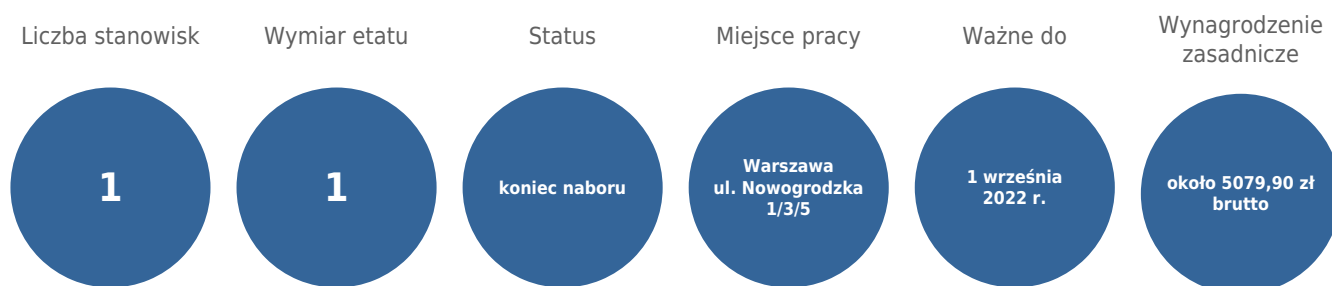 Liczba stanowisk
1
Wymiar etatu
1
Status
koniec naboru
Miejsce pracy
Warszawa
ul. Nowogrodzka
1/3/5
Ważne do
1 września
2022 r.
Wynagrodzenie
zasadnicze
około 5079,90 zł
brutto